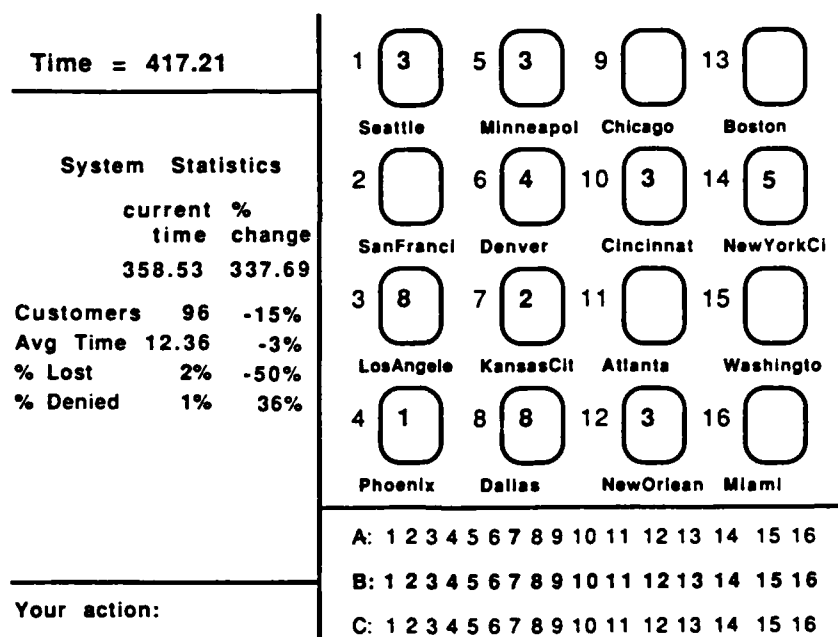 Time = 417.21
System Statistics
current %
time change
358.53 337.69
Customers 96 -15%
Avg Time 12.36 -3%
% Lost 2% -50%
% Denied 1% 36%
Your action:
1 3 5 3 9 13
Seattle Minneapol Chicago Boston
2 6 4 10 3 14 5
SanFranci Denver Cincinnat NewYorkCi
3 8 7 2 11 15
LosAngele KansasCit Atlanta Washingto
4 1 8 8 12 3 16
Phoenix Dallas NewOrlean Miami
A: 1 2 3 4 5 6 7 8 9 10 11 12 13 14 15 16
B: 1 2 3 4 5 6 7 8 9 10 11 12 13 14 15 16
C: 1 2 3 4 5 6 7 8 9 10 11 12 13 14 15 16